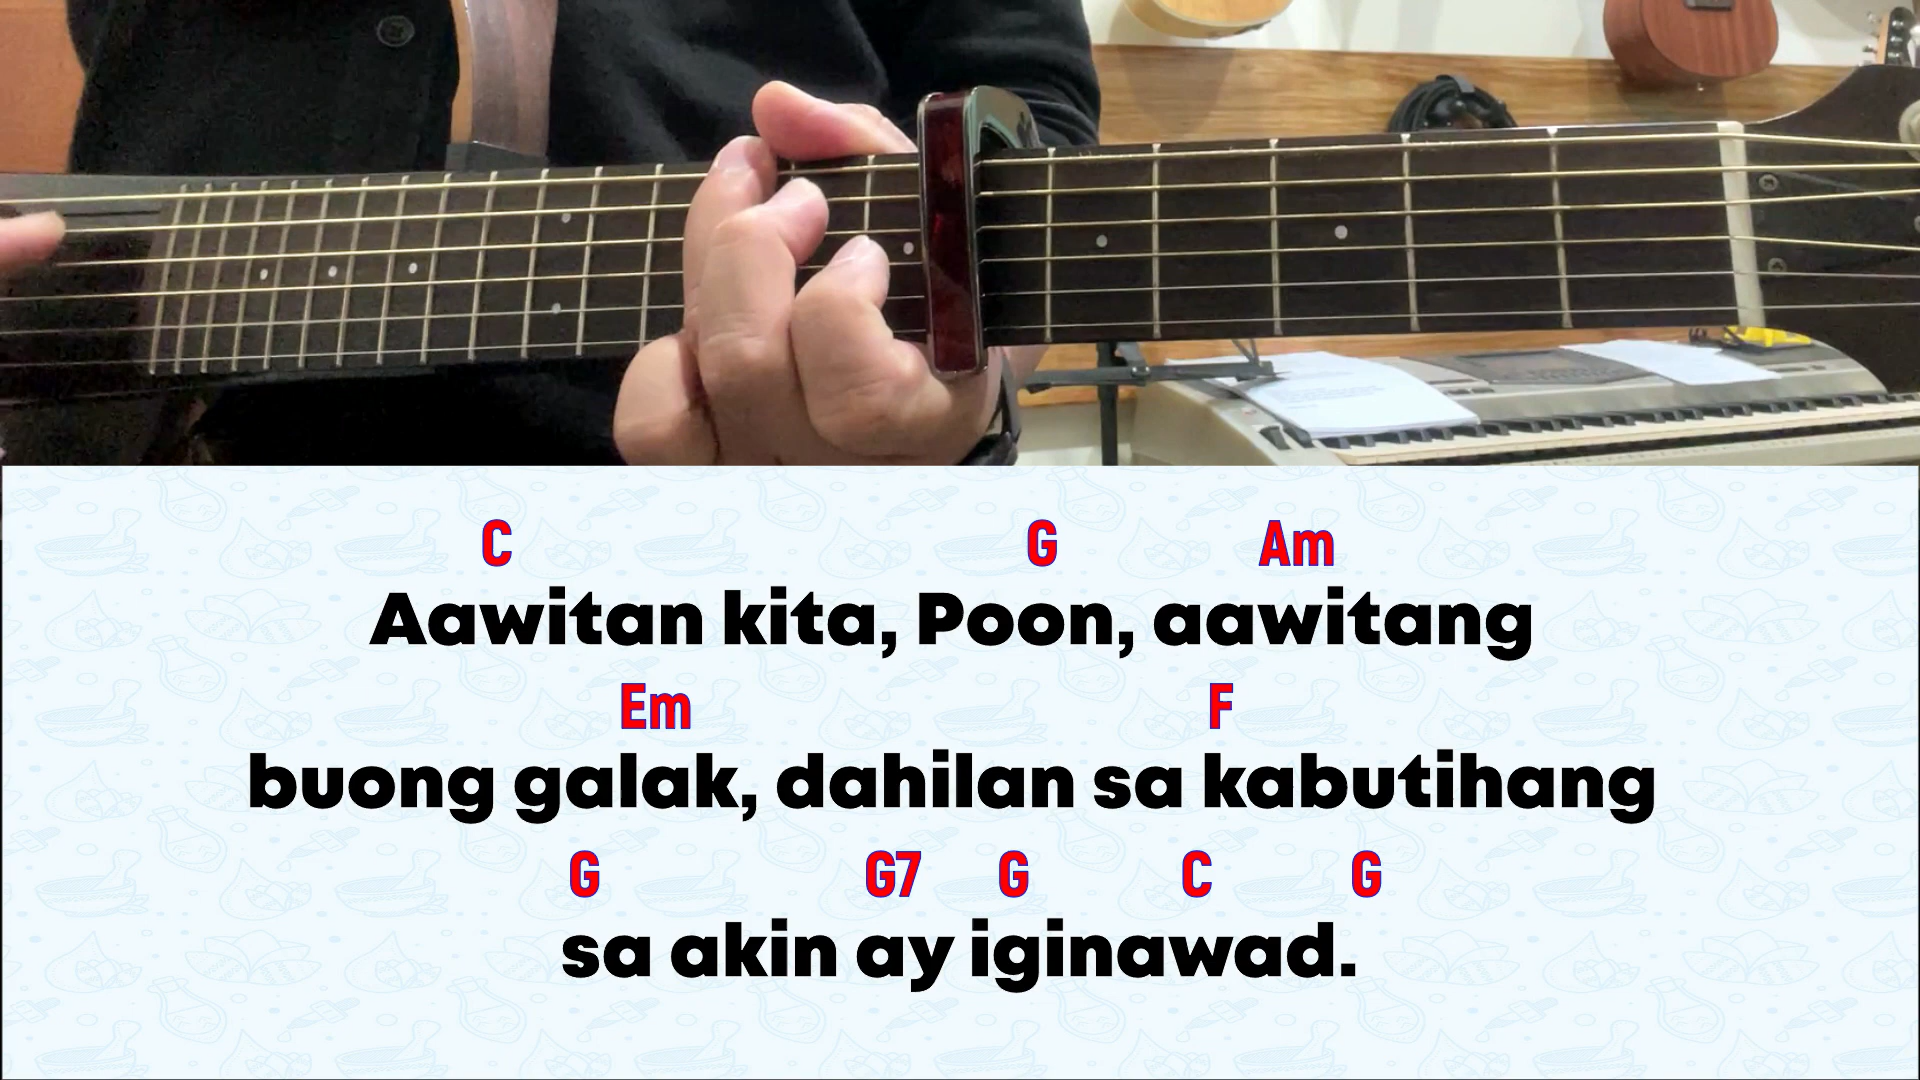 C G Am
Aawitan kita, Poon, aawitang
Em F
buong galak, dahilan sa kabutihang
G G7 G C G
sa akin ay iginawad.